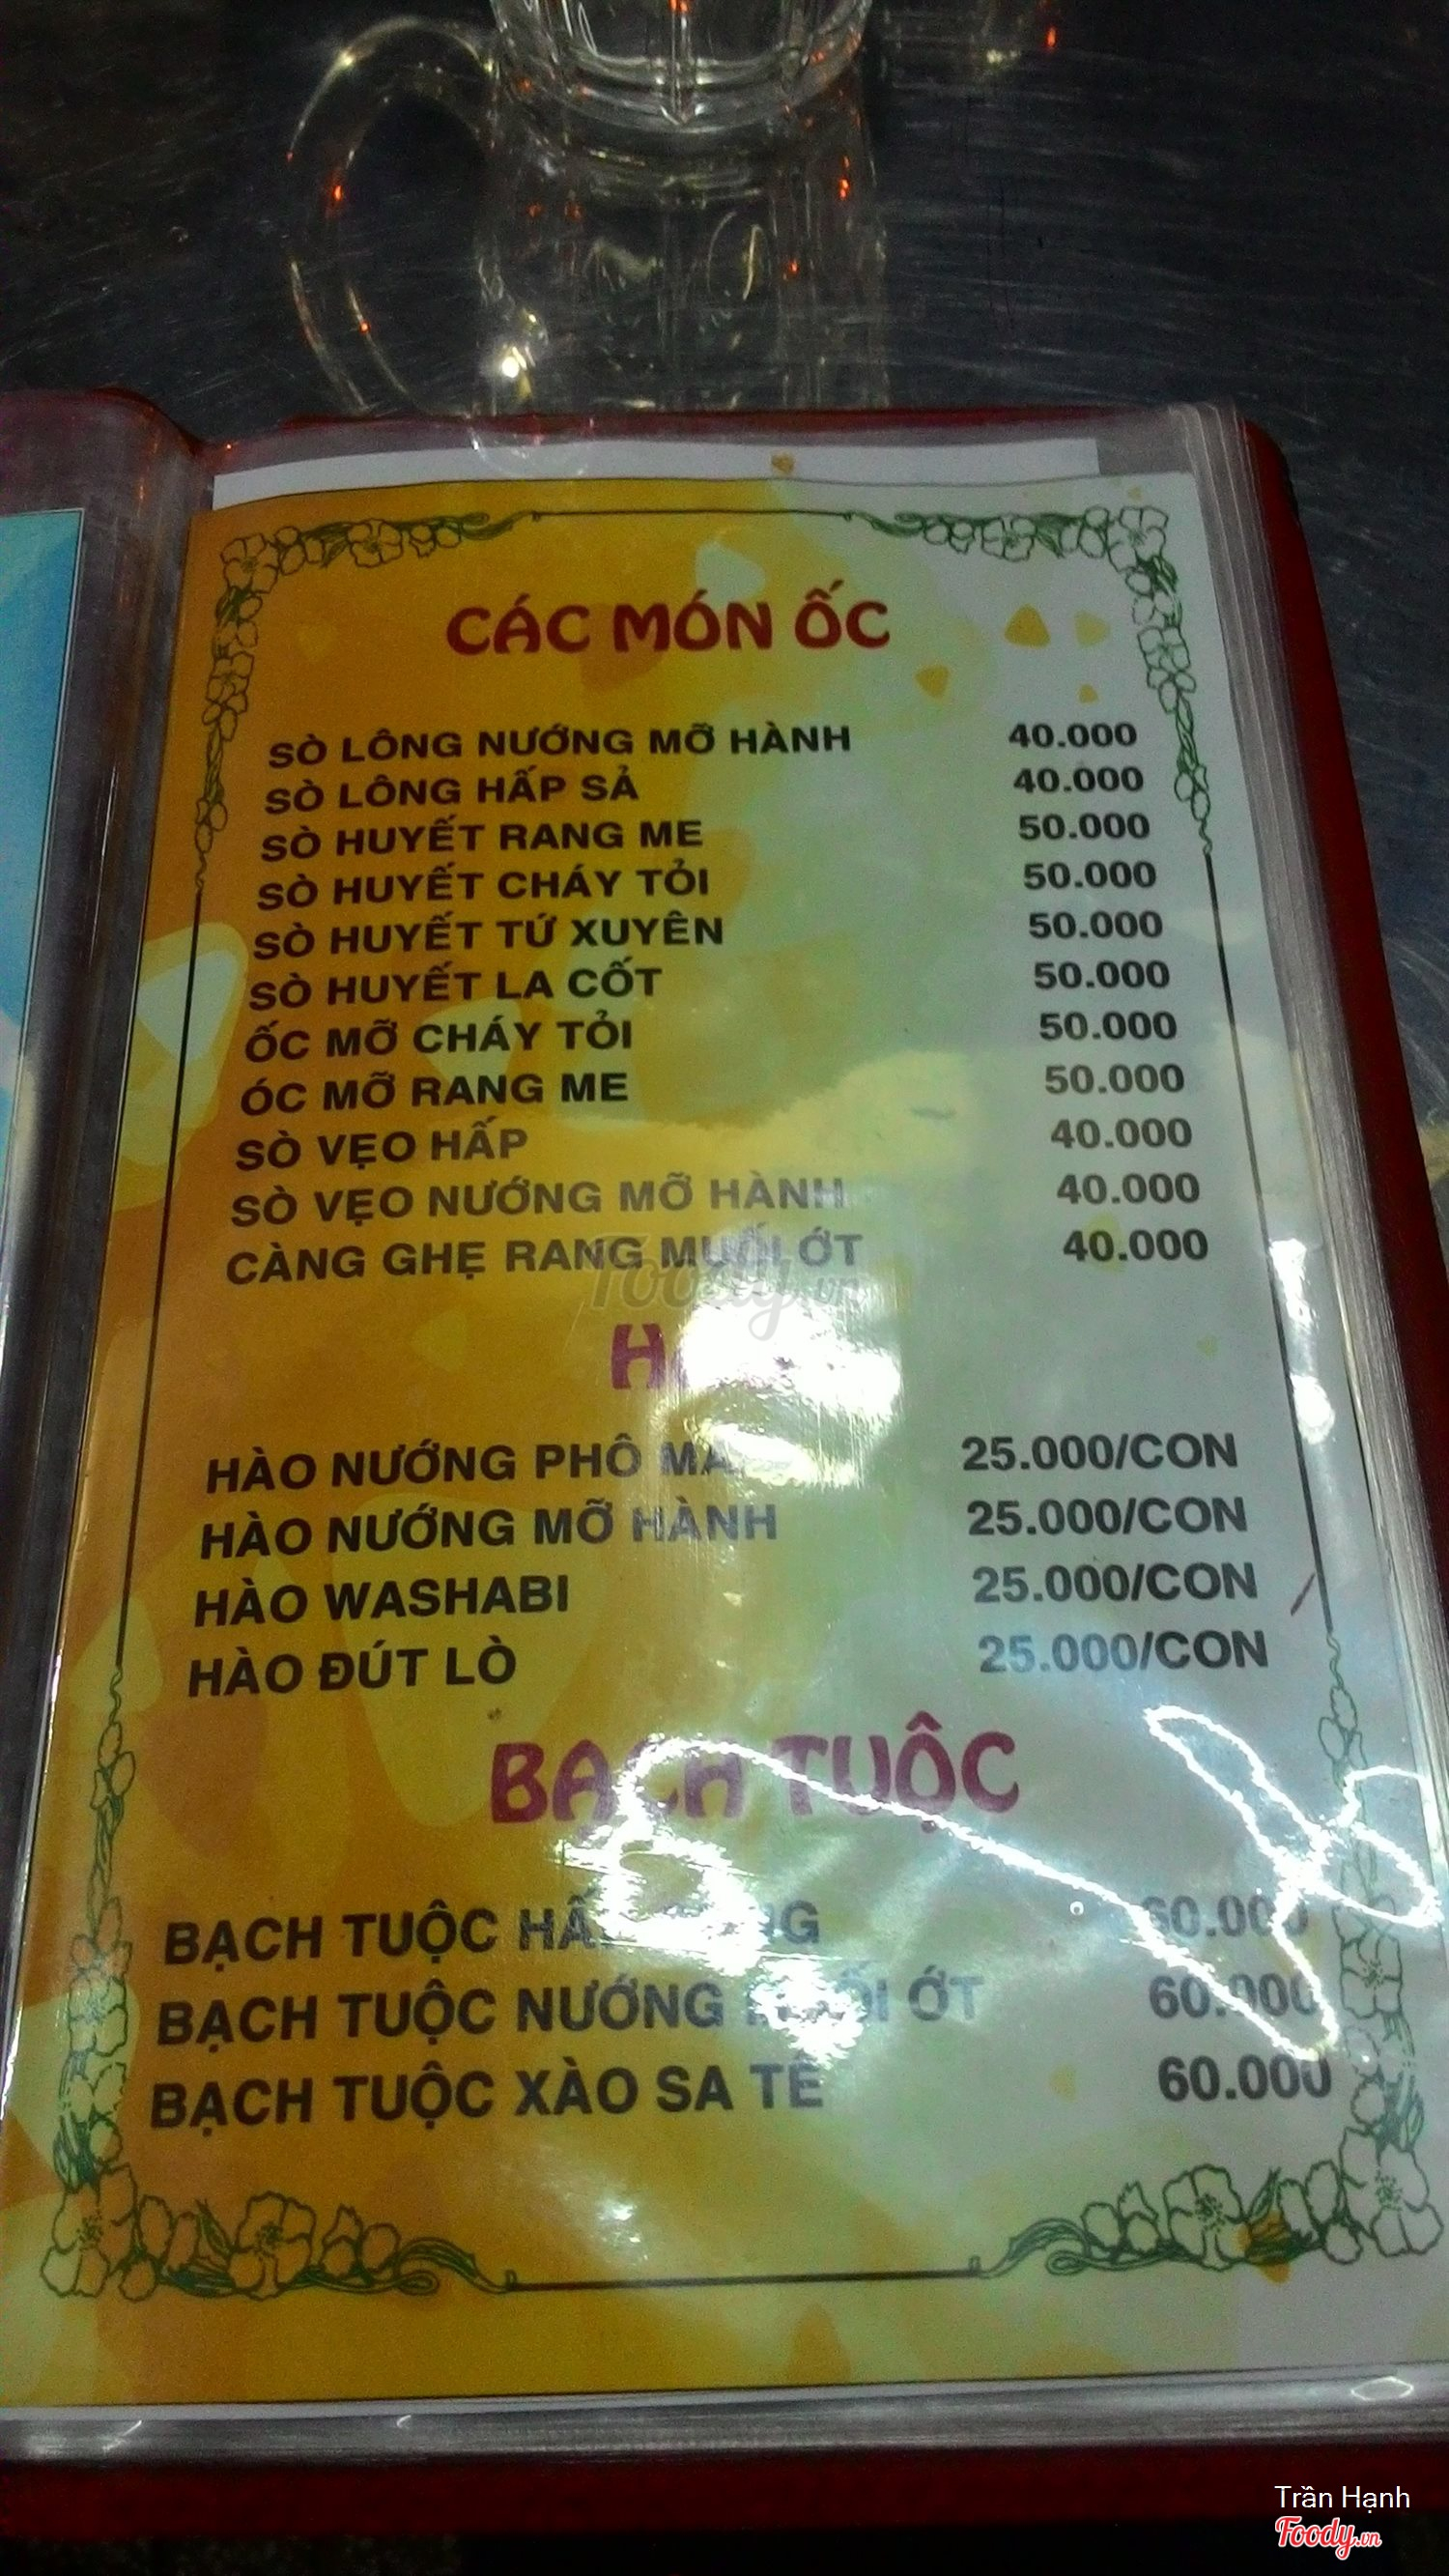 CÁC MÓN ỐC
SÒ LÔNG NƯỚNG MỠ HÀNH 40.000
SÒ LÔNG HẤP SẢ 40.000
SÒ HUYẾT RANG ME 50.000
SÒ HUYẾT CHÁY TỎI 50.000
SÒ HUYẾT TỨ XUYÊN 50.000
SÒ HUYẾT LA CỐT 50.000
ỐC MỠ CHÁY TỎI 50.000
ÓC MỠ RANG ME 50.000
SÒ VẸO HẤP 40.000
SÒ VẸO NƯỚNG MỠ HÀNH 40.000
CÀNG GHẸ RANG MUỐI ỚT 40.000
Foody.vn
HÀO NƯỚNG PHÔ 25.000/CON
HÀO NƯỚNG MỠ HÀNH 25.000/CON
HÀO WASHABI 25.000/CON
HÀO ĐÚT LÒ 25.000/CON
BẠCH TUỘC
BẠCH TUỘC 60.000
BẠCH TUỘC NƯỚNG ỚT 60.000
BẠCH TUỘC XÀO SA TẾ 60.000
Trần Hạnh
Foody.vn